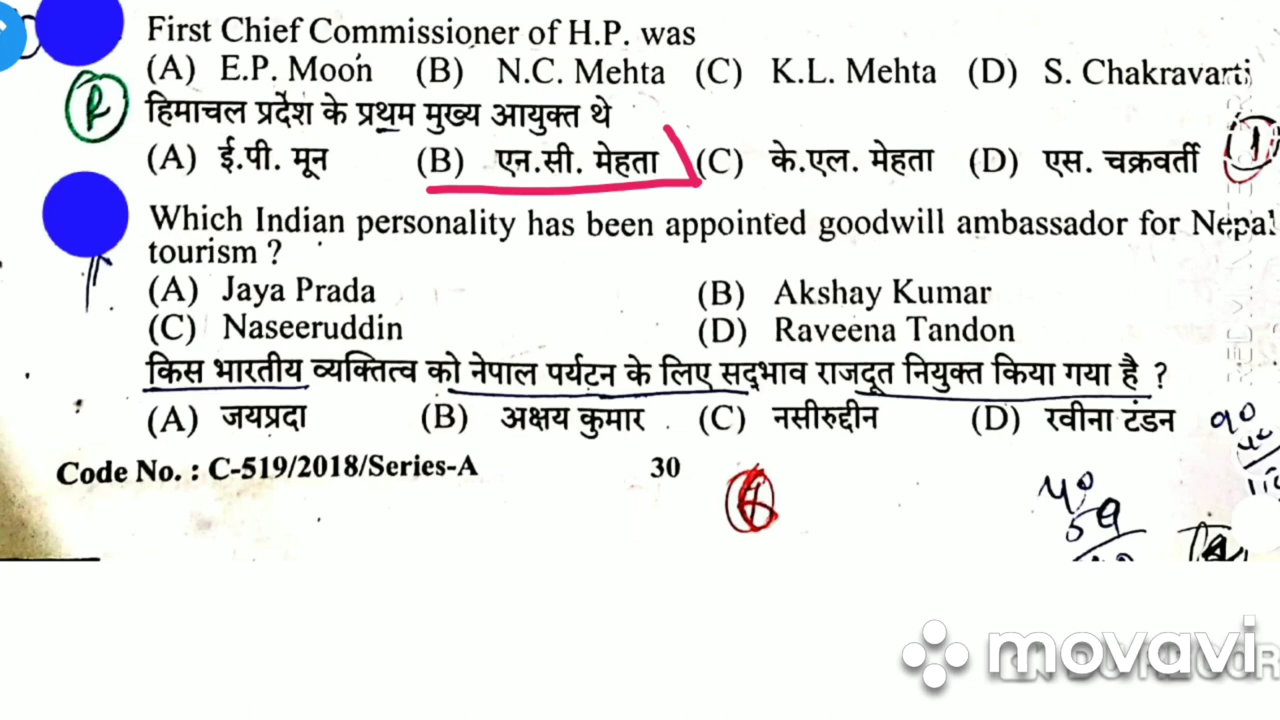 First Chief Commissioner of H.P. was
(A) E.P. Moon (B) N.C. Mehta (C) K.L. Mehta (D) S. Chakravarti
हिमाचल प्रदेश के प्रथम मुख्य आयुक्त थे
(A) ई.पी. मून (B) एन.सी. मेहता (C) के.एल. मेहता (D) एस. चक्रवर्ती
Which Indian personality has been appointed goodwill ambassador for Nepal
tourism ?
(A) Jaya Prada (B) Akshay Kumar
(C) Naseeruddin (D) Raveena Tandon
किस भारतीय व्यक्तित्व को नेपाल पर्यटन के लिए सद्भाव राजदूत नियुक्त किया गया है ?
(A) जयप्रदा (B) अक्षय कुमार (C) नसीरुद्दीन (D) रवीना टंडन
Code No. : C-519/2018/Series-A 30
movavi